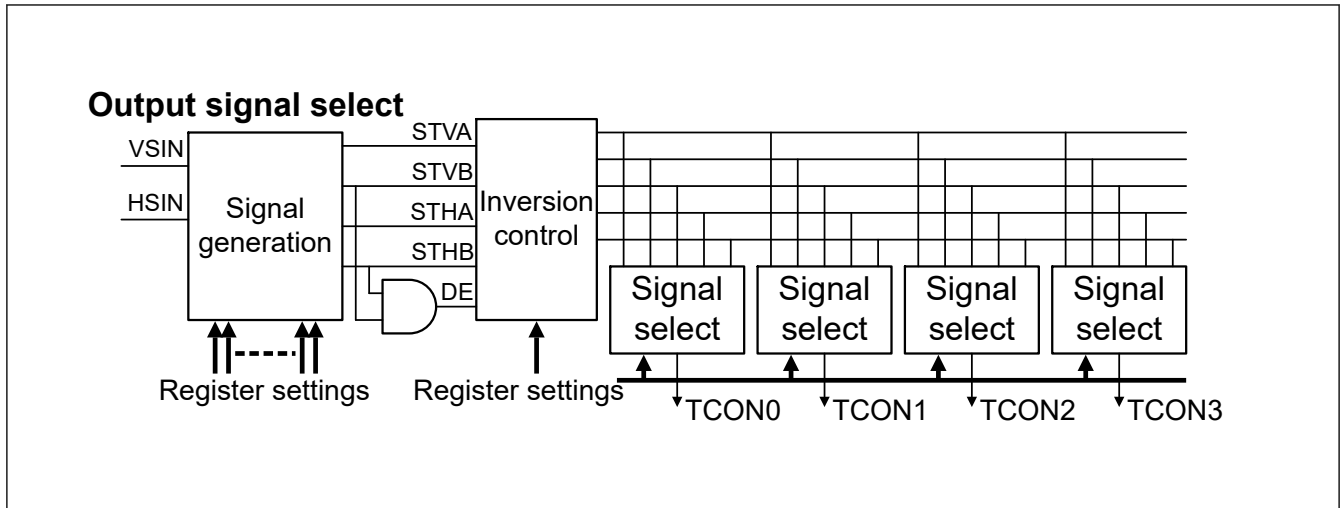 Output signal select
VSIN
HSIN
Signal
generation
STVA
STVB
STHA
STHB
DE
Inversion
control
Signal
select
Signal
select
Signal
select
Signal
select
Register settings
Register settings
TCON0
TCON1
TCON2
TCON3